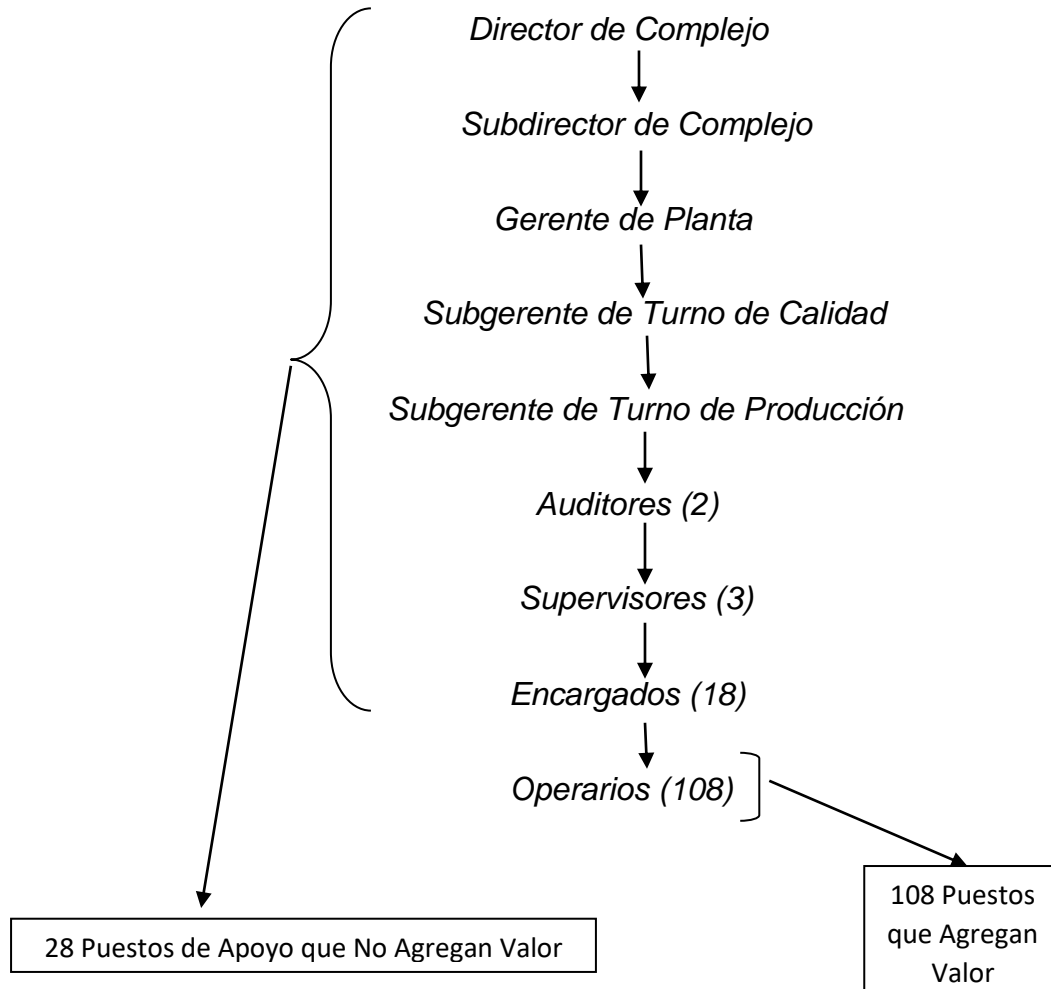 Director de Complejo
Subdirector de Complejo
Gerente de Planta
Subgerente de Turno de Calidad
Subgerente de Turno de Producción
Auditores (2)
Supervisores (3)
Encargados (18)
Operarios (108)
28 Puestos de Apoyo que No Agregan Valor
108 Puestos
que Agregan
Valor